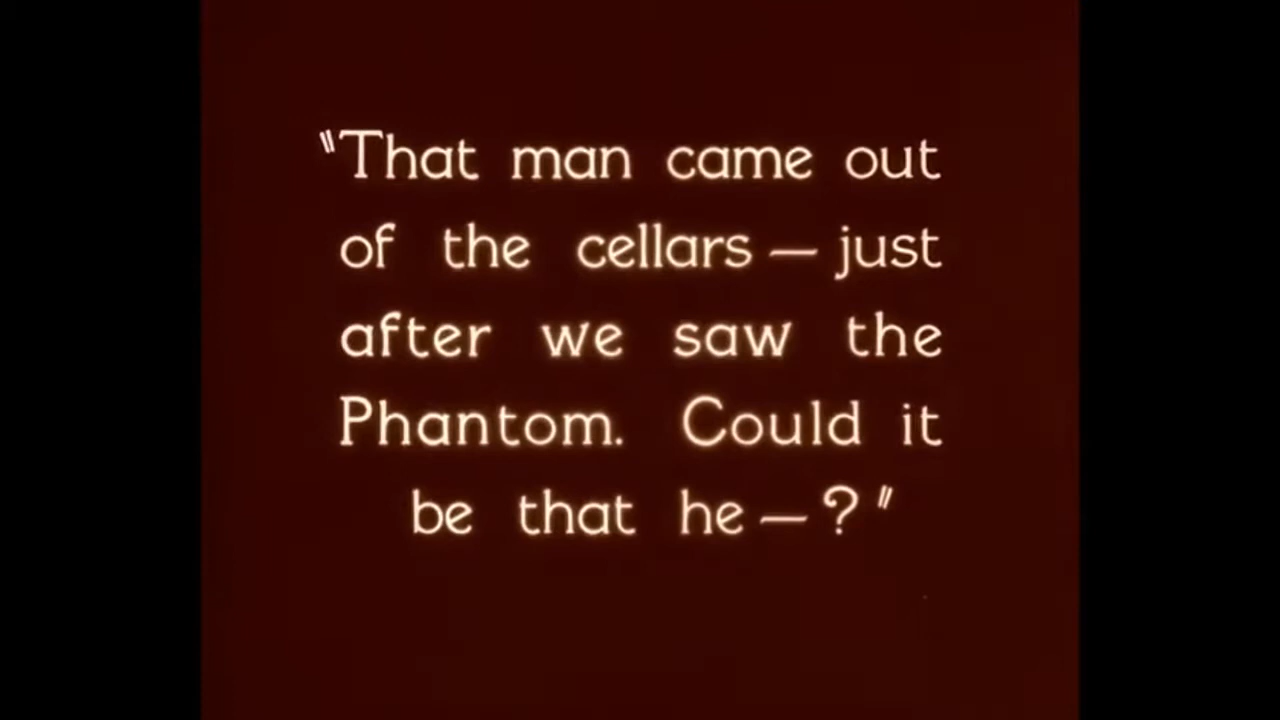 "That man came out
of the cellars — just
after we saw the
Phantom. Could it
be that he — ?"